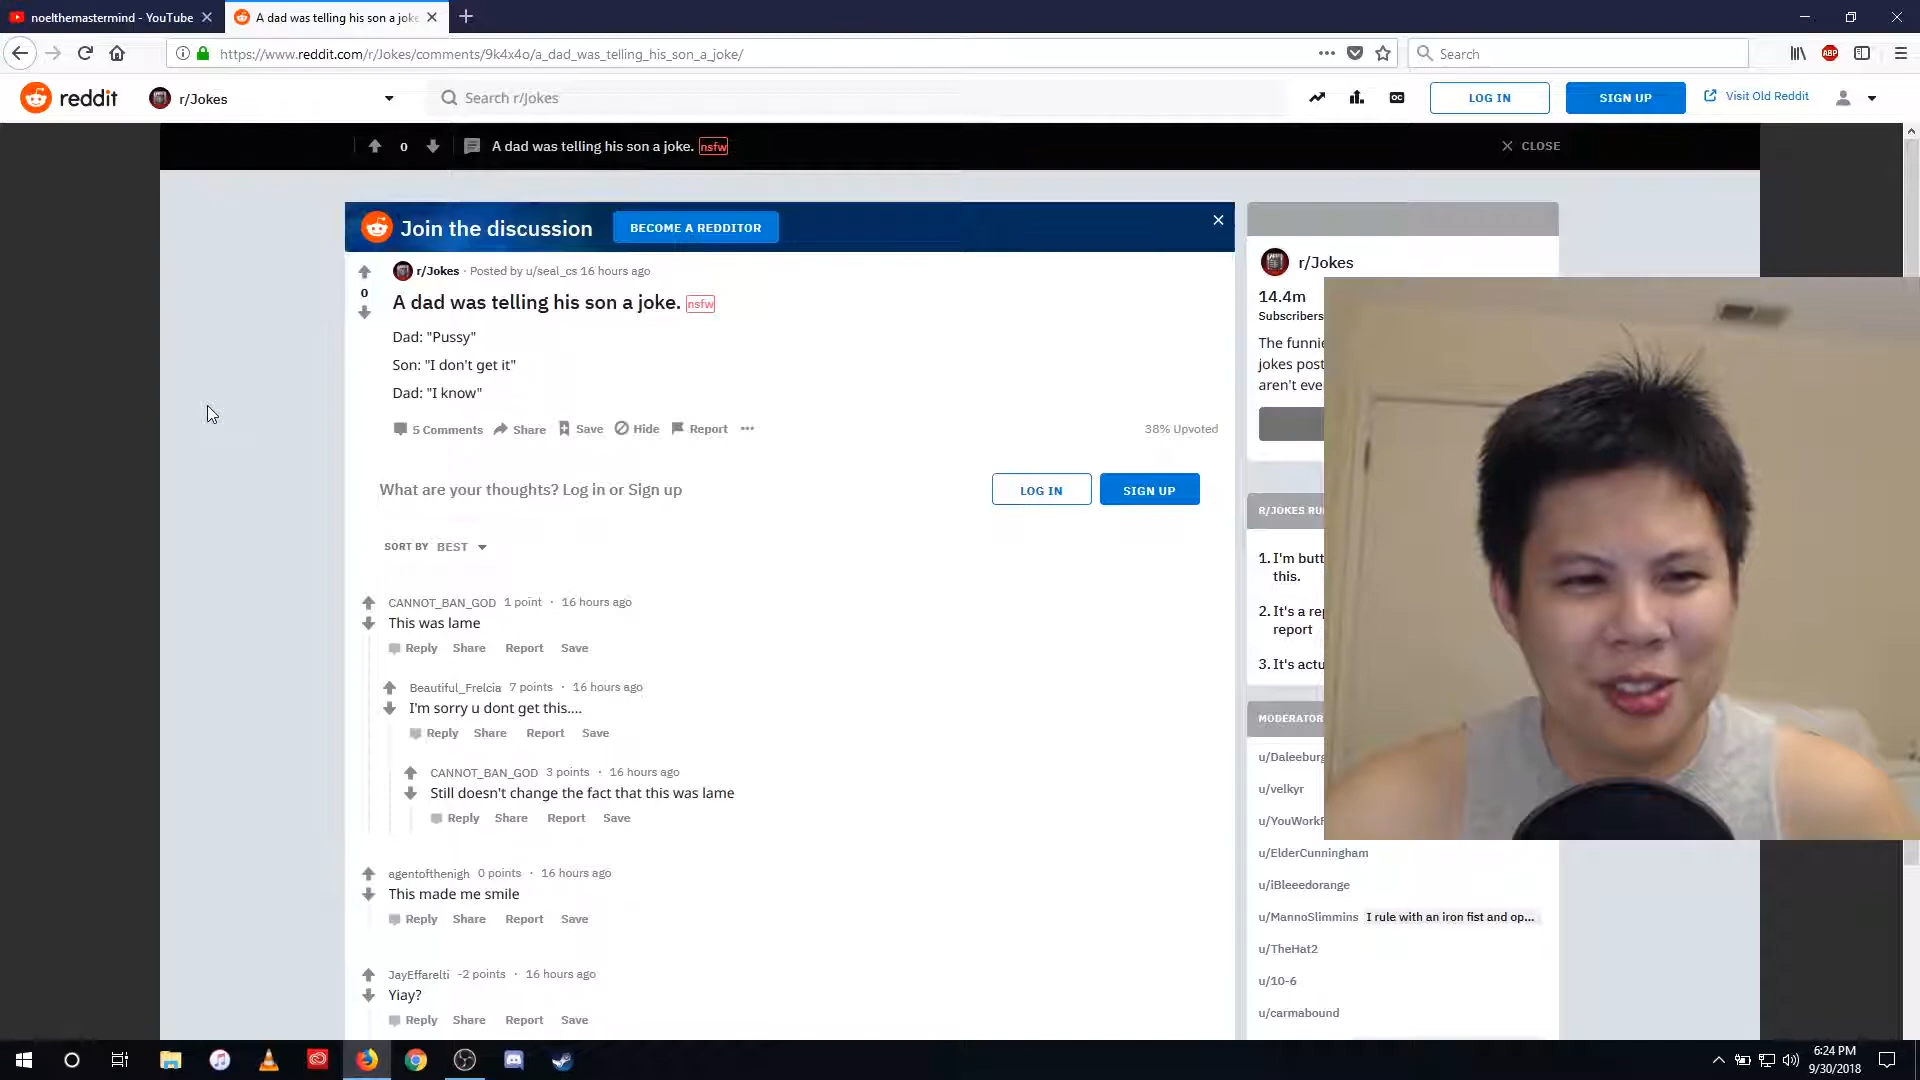 noelthemastermind - YouTube
A dad was telling his son a joke
https://www.reddit.com/r/Jokes/comments/9k4x4o/a_dad_was_telling_his_son_a_joke/
Search
ABP
reddit
r/Jokes
Search r/Jokes
LOG IN
SIGN UP
Visit Old Reddit
0
A dad was telling his son a joke. nsfw
CLOSE
Join the discussion
BECOME A REDDITOR
r/Jokes · Posted by u/seal_cs 16 hours ago
0
A dad was telling his son a joke. nsfw
Dad: "Pussy"
Son: "I don't get it"
Dad: "I know"
5 Comments Share Save Hide Report
38% Upvoted
What are your thoughts? Log in or Sign up
LOG IN
SIGN UP
SORT BY BEST
CANNOT_BAN_GOD 1 point · 16 hours ago
This was lame
Reply Share Report Save
Beautiful_Frelcia 7 points · 16 hours ago
I'm sorry u dont get this....
Reply Share Report Save
CANNOT_BAN_GOD 3 points · 16 hours ago
Still doesn't change the fact that this was lame
Reply Share Report Save
agentofthenigh 0 points · 16 hours ago
This made me smile
Reply Share Report Save
JayEffarelti -2 points · 16 hours ago
Yiay?
Reply Share Report Save
r/Jokes
14.4m
Subscribers
The funnie
jokes post
aren't eve
R/JOKES RU
1. I'm butt
this.
2. It's a rep
report
3. It's actu
MODERATOR
u/Daleeburg
u/velkyr
u/YouWorkF
u/ElderCunningham
u/iBleeedorange
u/MannoSlimmins I rule with an iron fist and op...
u/TheHat2
u/10-6
u/carmabound
6:24 PM
9/30/2018